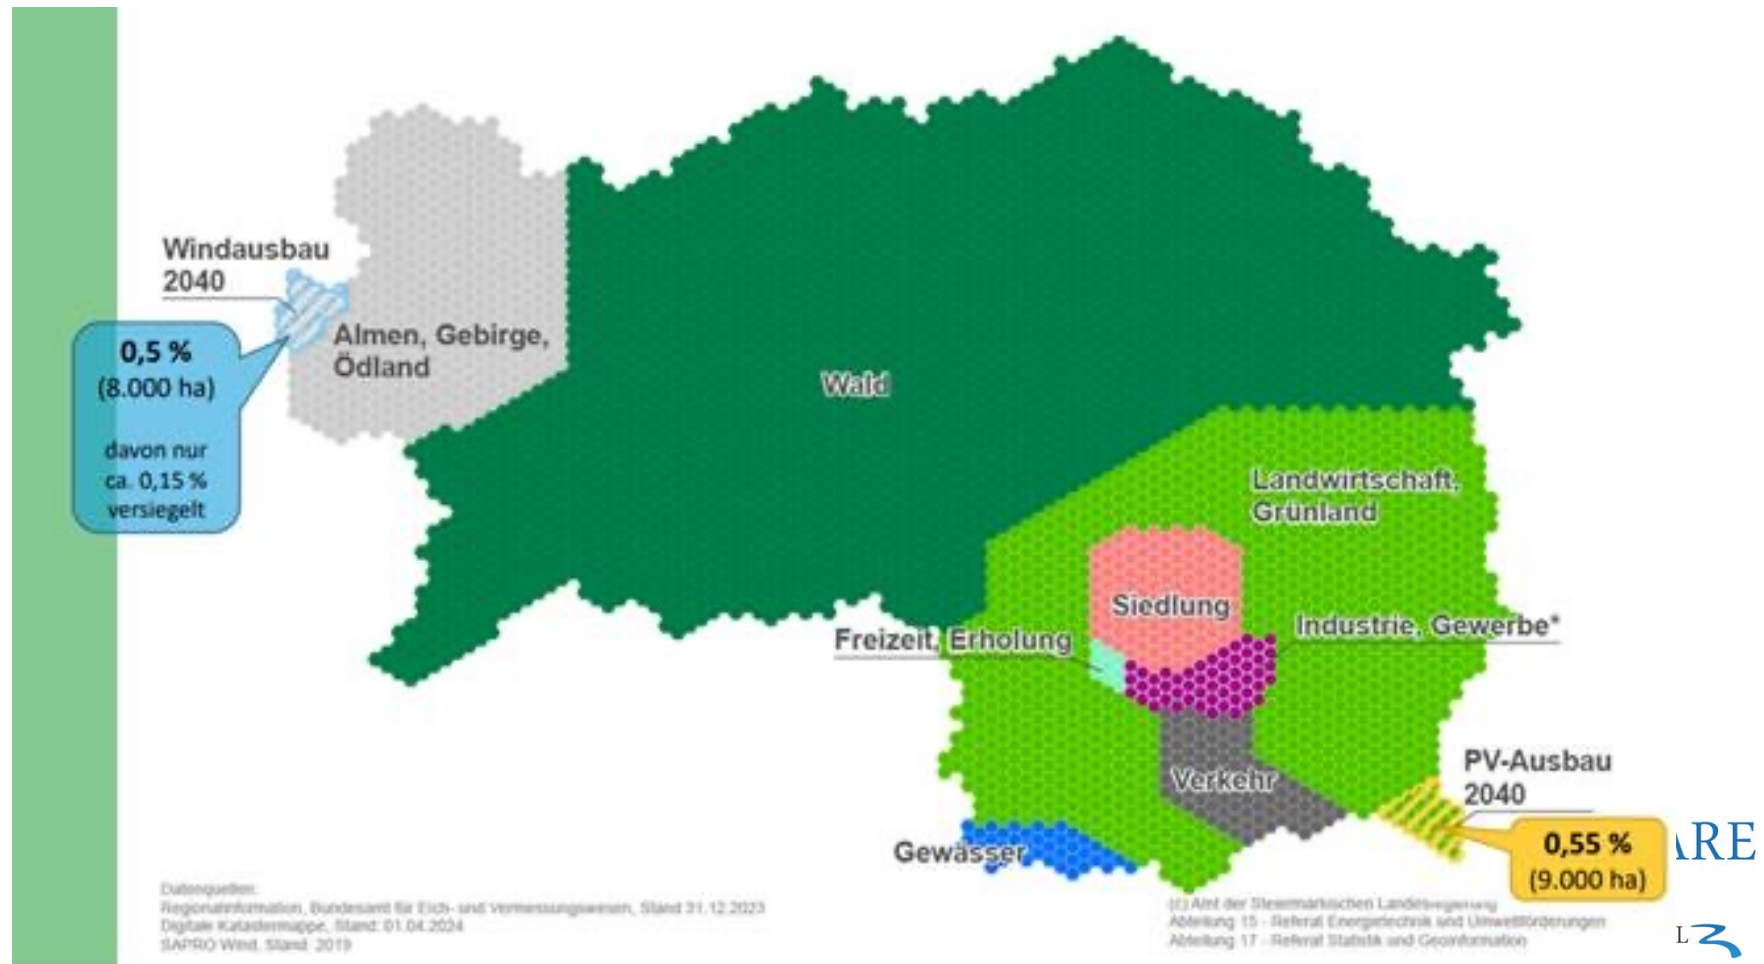 Windausbau
2040
0,5 %
(8.000 ha)
davon nur
ca. 0,15 %
versiegelt
Almen, Gebirge,
Ödland
Wald
Landwirtschaft,
Grünland
Siedlung
Freizeit, Erholung
Industrie, Gewerbe*
Verkehr
Gewässer
PV-Ausbau
2040
0,55 %
(9.000 ha)
ARE
L
Datenquellen:
Regionalinformation, Bundesamt für Eich- und Vermessungswesen, Stand 31.12.2023
Digitale Katastermappe, Stand: 01.04.2024
SAPRO Wind, Stand: 2019
(c) Amt der Steiermärkischen Landesregierung
Abteilung 15 - Referat Energietechnik und Umweltförderungen
Abteilung 17 - Referat Statistik und Geoinformation